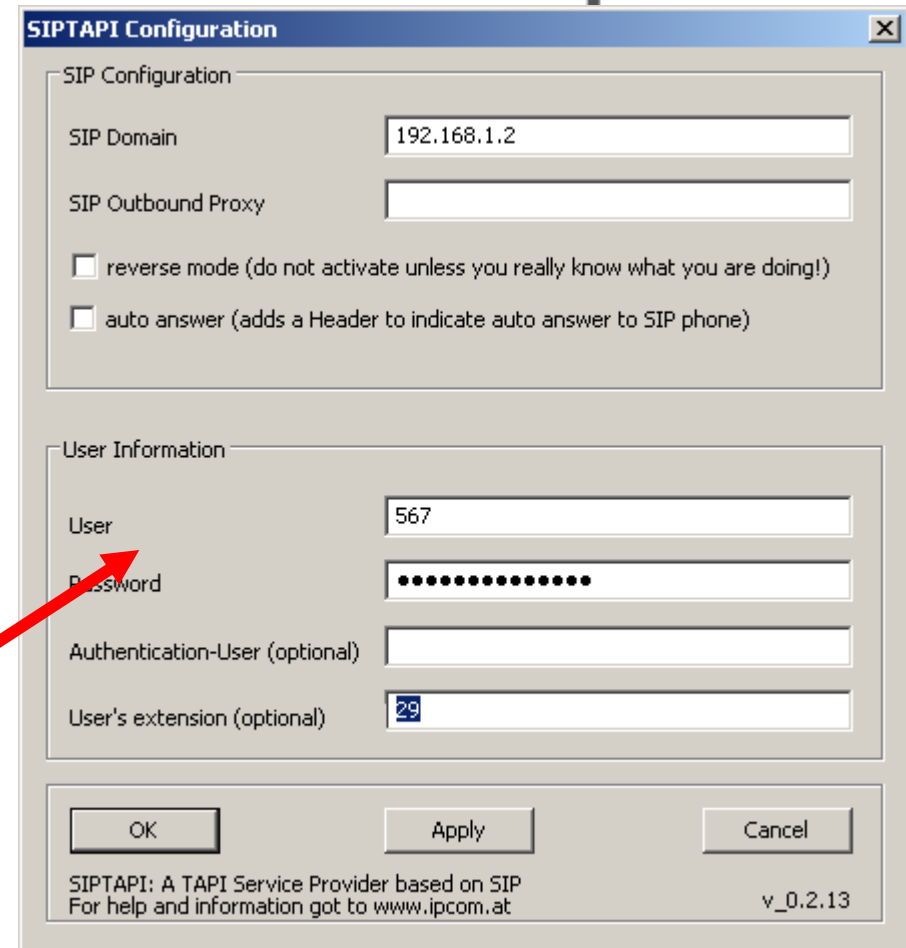 SIPTAPI Configuration
SIP Configuration
SIP Domain 192.168.1.2
SIP Outbound Proxy
reverse mode (do not activate unless you really know what you are doing!)
auto answer (adds a Header to indicate auto answer to SIP phone)
User Information
User 567
Password ••••••••••••••
Authentication-User (optional)
User's extension (optional) 29
OK Apply Cancel
SIPTAPI: A TAPI Service Provider based on SIP
For help and information got to www.ipcom.at v_0.2.13